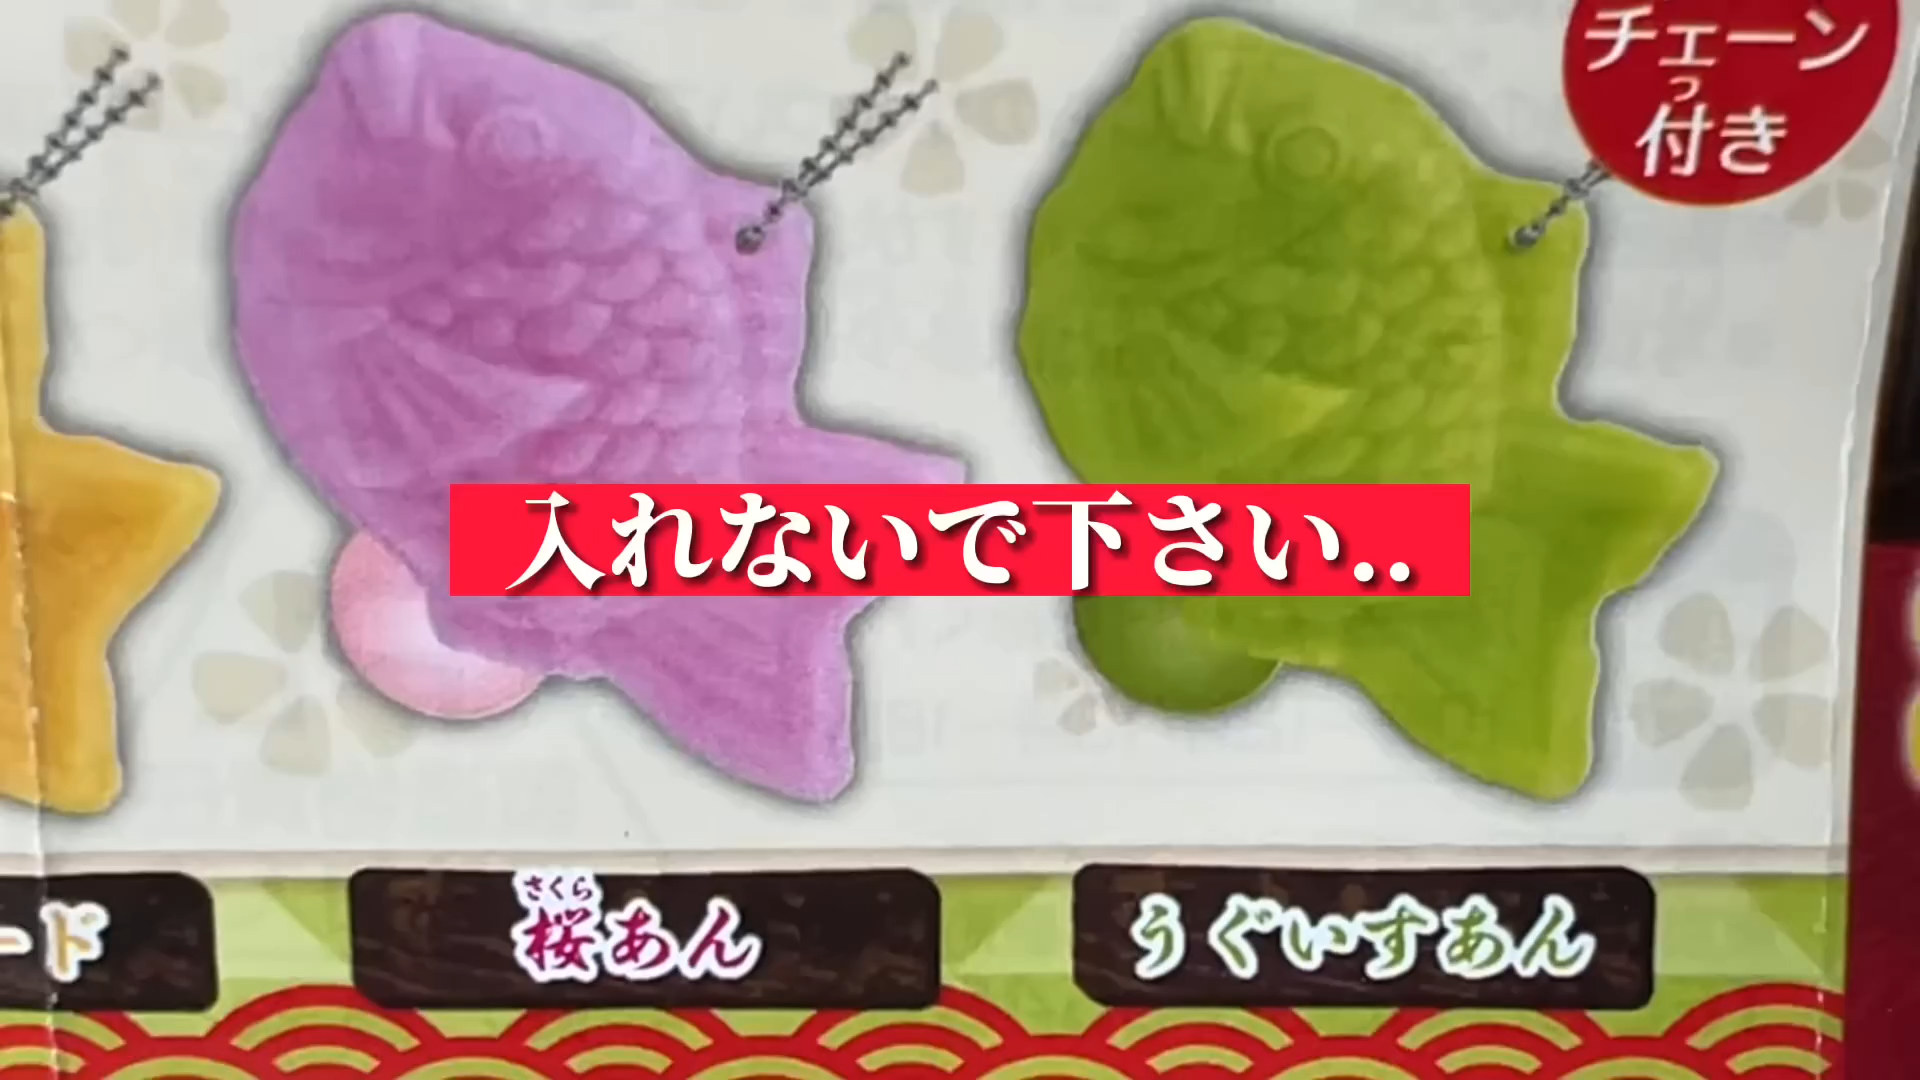 チェーン
っ
付き
入れないで下さい..
ード
さくら
桜あん
うぐいすあん